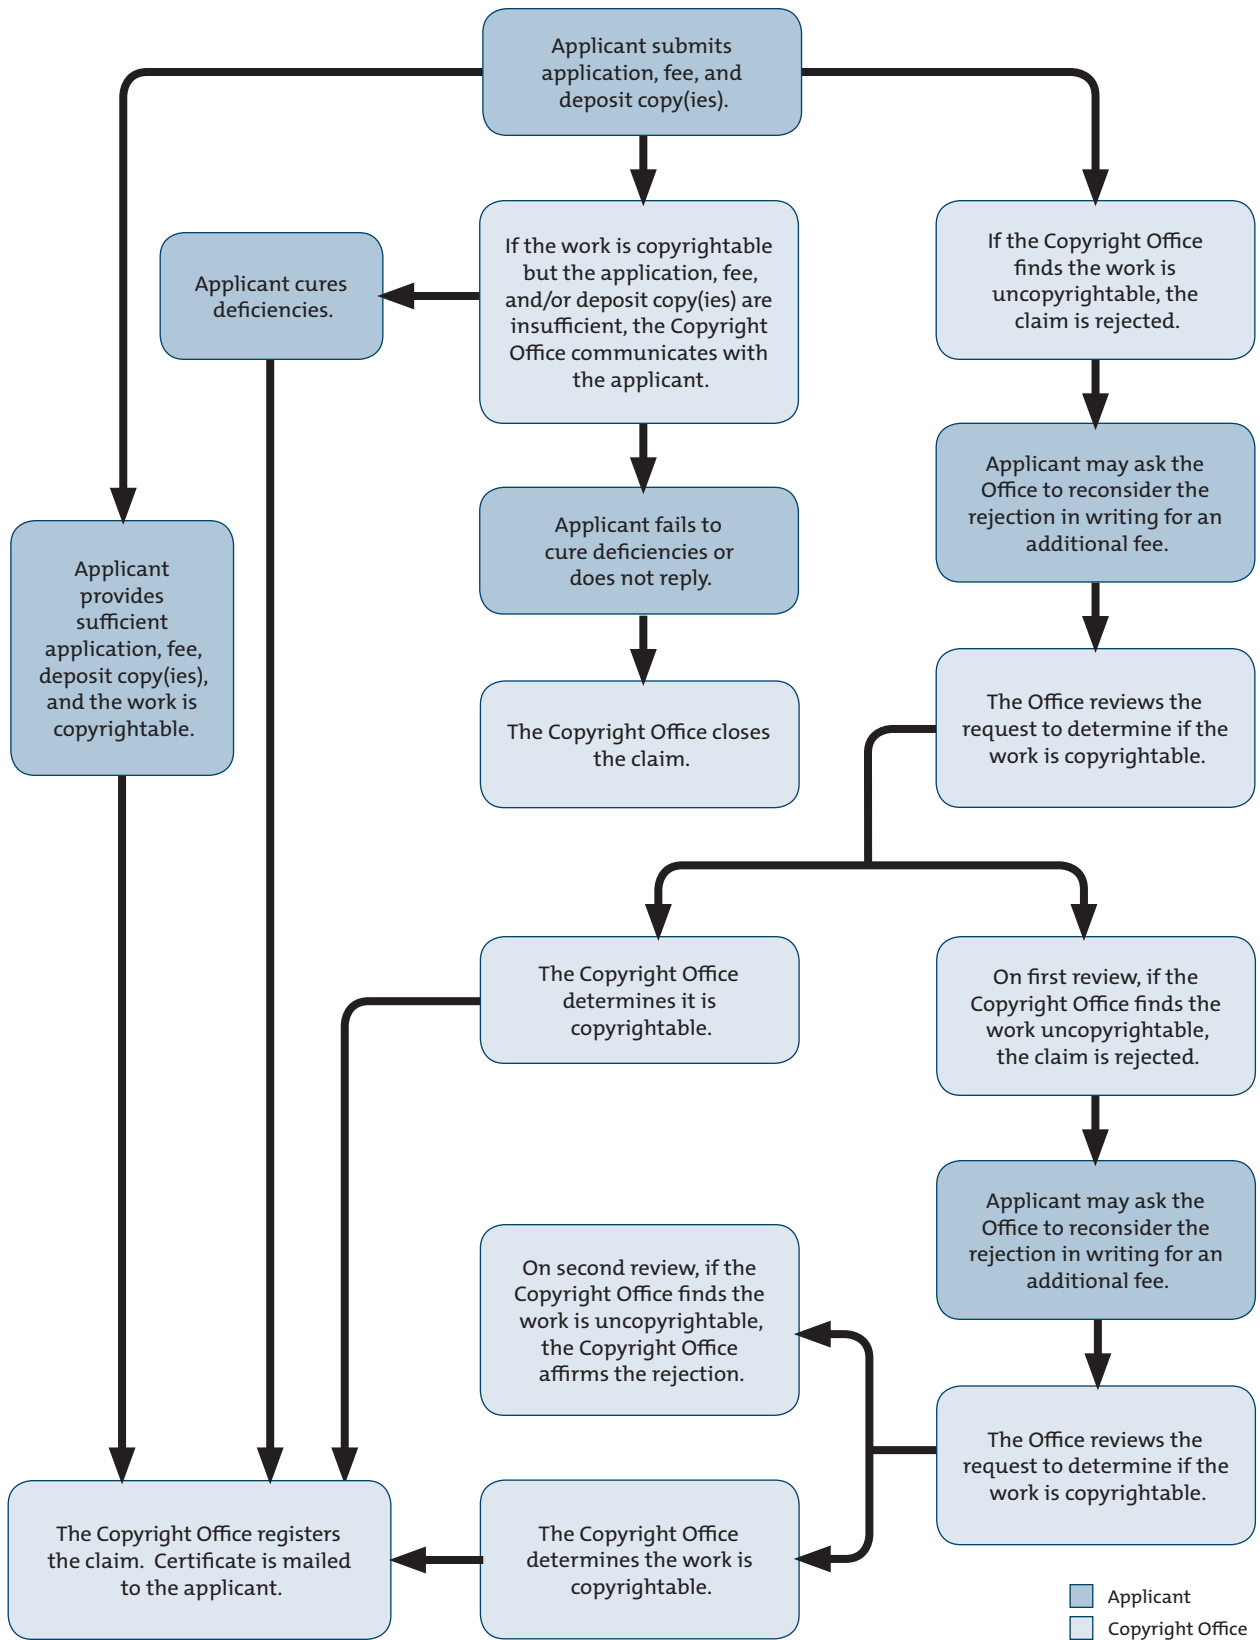 Applicant submits
application, fee, and
deposit copy(ies).
If the work is copyrightable
but the application, fee,
and/or deposit copy(ies) are
insufficient, the Copyright
Office communicates with
the applicant.
If the Copyright Office
finds the work is
uncopyrightable, the
claim is rejected.
Applicant cures
deficiencies.
Applicant may ask the
Office to reconsider the
rejection in writing for an
additional fee.
Applicant fails to
cure deficiencies or
does not reply.
Applicant
provides
sufficient
application, fee,
deposit copy(ies),
and the work is
copyrightable.
The Copyright Office closes
the claim.
The Office reviews the
request to determine if the
work is copyrightable.
The Copyright Office
determines it is
copyrightable.
On first review, if the
Copyright Office finds the
work uncopyrightable,
the claim is rejected.
Applicant may ask the
Office to reconsider the
rejection in writing for an
additional fee.
On second review, if the
Copyright Office finds the
work is uncopyrightable,
the Copyright Office
affirms the rejection.
The Office reviews the
request to determine if the
work is copyrightable.
The Copyright Office registers
the claim.  Certificate is mailed
to the applicant.
The Copyright Office
determines the work is
copyrightable.
Applicant
Copyright Office